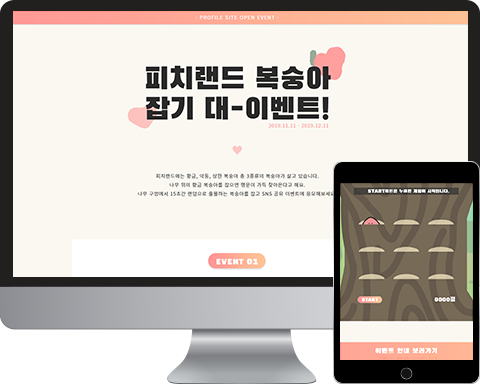 · PROFILE SITE OPEN EVENT ·
피치랜드 복숭아
잡기 대-이벤트!
2019.11.11 - 2019.12.11
피치랜드에는 황금, 넥동, 상한 복숭아 총 3종류의 복숭아가 살고 있습니다.
나무 위의 황금 복숭아를 잡으면 행운이 가득 찾아온다고 해요.
나무 구멍에서 15초간 랜덤으로 출몰하는 복숭아를 잡고 SNS 공유 이벤트에 응모해보세요
EVENT 01
START버튼을 누르면 게임이 시작됩니다.
START
0000점
이벤트 안내 보러가기